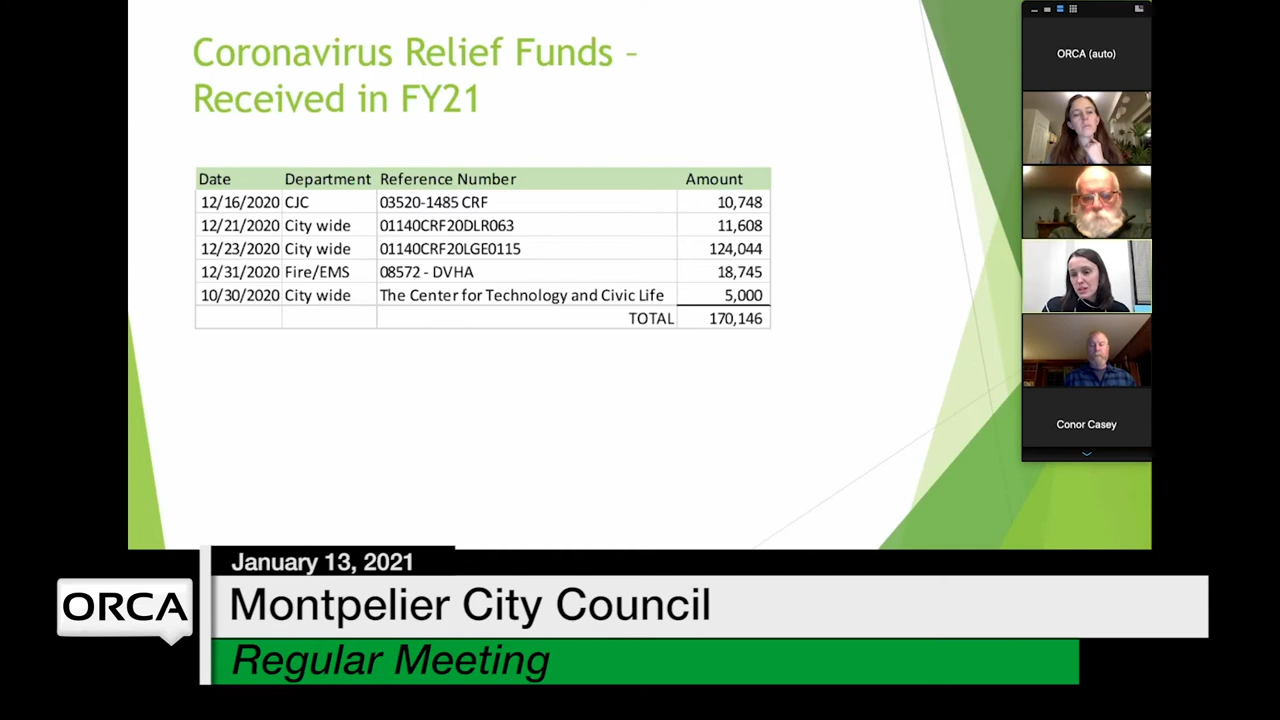 Coronavirus Relief Funds –
Received in FY21
Date Department Reference Number Amount
12/16/2020 CJC 03520-1485 CRF 10,748
12/21/2020 City wide 01140CRF20DLR063 11,608
12/23/2020 City wide 01140CRF20LGE0115 124,044
12/31/2020 Fire/EMS 08572 - DVHA 18,745
10/30/2020 City wide The Center for Technology and Civic Life 5,000
TOTAL 170,146
ORCA (auto)
Conor Casey
January 13, 2021
ORCA
Montpelier City Council
Regular Meeting